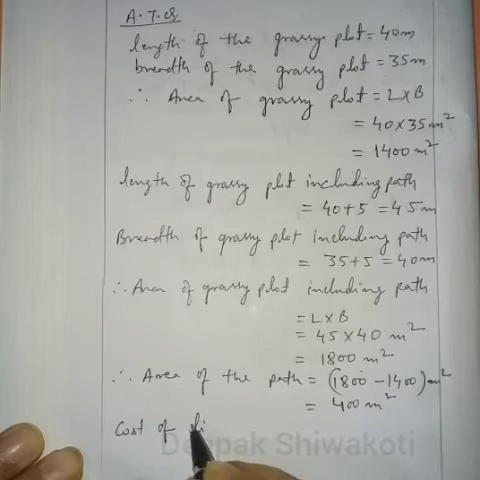 A.T.Q.
length of the grassy plot = 40m
breadth of the grassy plot = 35m
∴ Area of grassy plot = L×B
= 40×35 m²
= 1400 m²
length of grassy plot including path
= 40+5 = 45m
Breadth of grassy plot including path
= 35+5 = 40m
∴ Area of grassy plot including path
= L×B
= 45×40 m²
= 1800 m²
∴ Area of the path = (1800 - 1400) m²
= 400 m²
Cost of
Deepak Shiwakoti